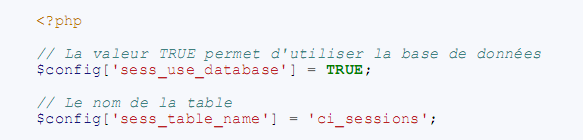 <?php
// La valeur TRUE permet d'utiliser la base de données
$config['sess_use_database'] = TRUE;
// Le nom de la table
$config['sess_table_name'] = 'ci_sessions';